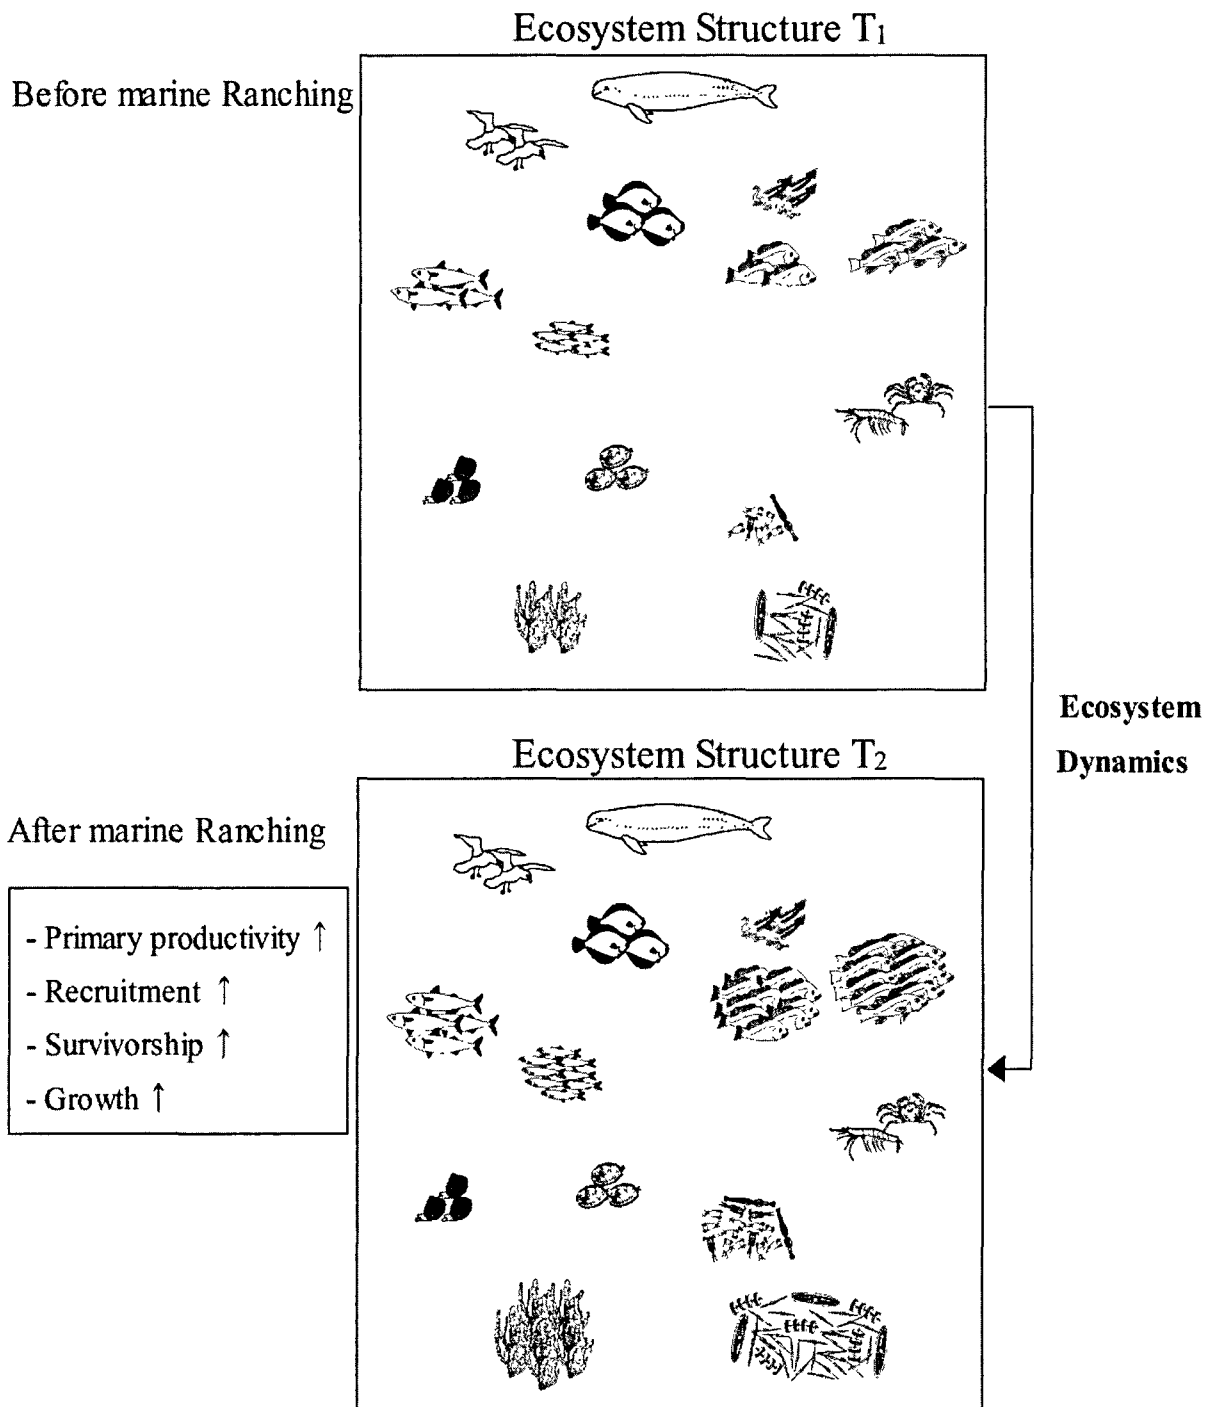 Ecosystem Structure T₁
Before marine Ranching
Ecosystem
Dynamics
Ecosystem Structure T₂
After marine Ranching
- Primary productivity ↑
- Recruitment ↑
- Survivorship ↑
- Growth ↑